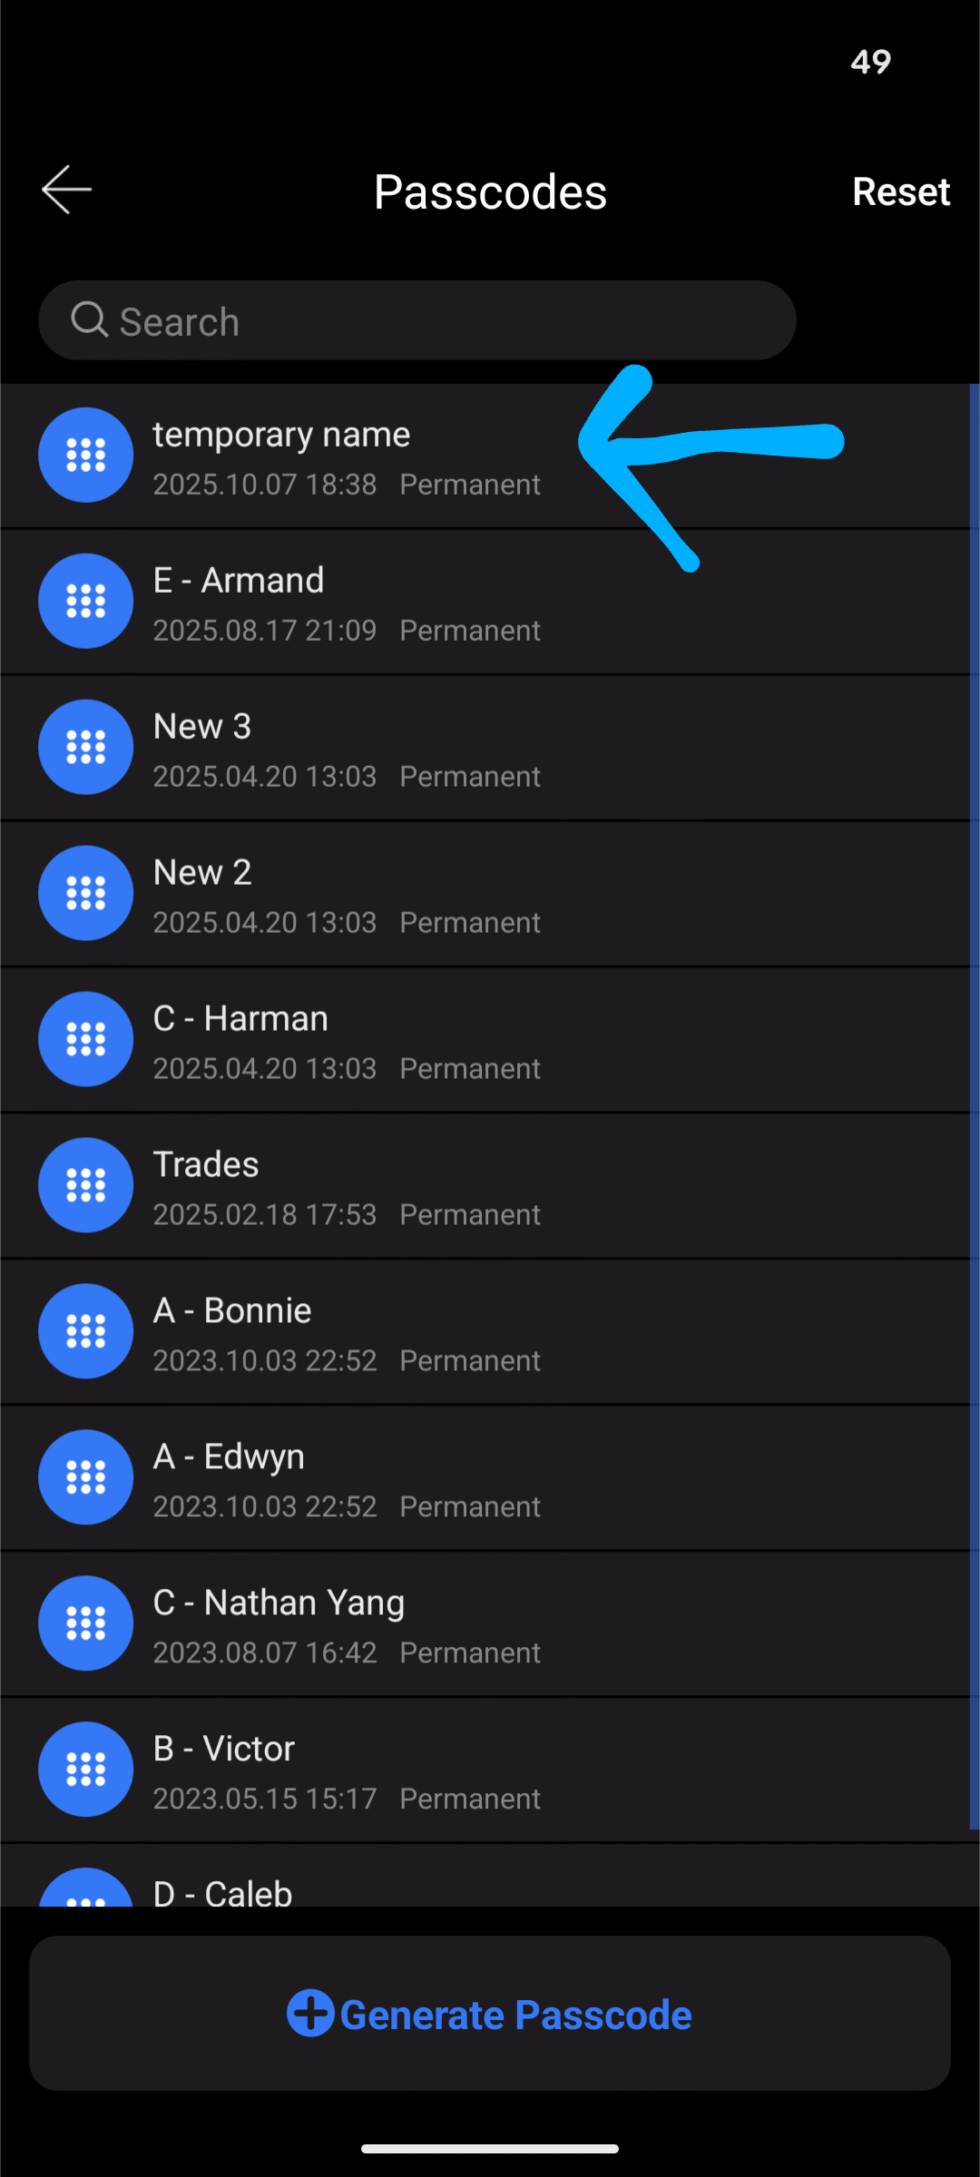 49
Passcodes
Reset
Search
temporary name
2025.10.07 18:38 Permanent
E - Armand
2025.08.17 21:09 Permanent
New 3
2025.04.20 13:03 Permanent
New 2
2025.04.20 13:03 Permanent
C - Harman
2025.04.20 13:03 Permanent
Trades
2025.02.18 17:53 Permanent
A - Bonnie
2023.10.03 22:52 Permanent
A - Edwyn
2023.10.03 22:52 Permanent
C - Nathan Yang
2023.08.07 16:42 Permanent
B - Victor
2023.05.15 15:17 Permanent
D - Caleb
Generate Passcode